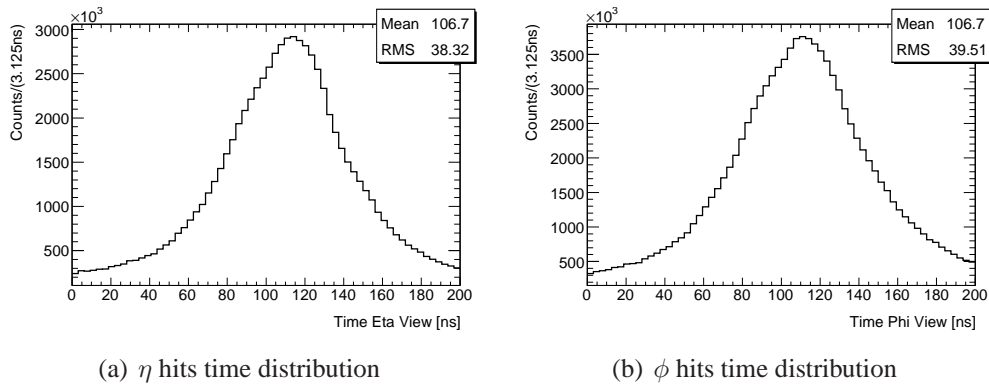 ×10³
Mean 106.7
RMS 38.32
Counts/(3.125ns)
3000
2500
2000
1500
1000
500
0 20 40 60 80 100 120 140 160 180 200
Time Eta View [ns]
(a) η hits time distribution
×10³
Mean 106.7
RMS 39.51
Counts/(3.125ns)
3500
3000
2500
2000
1500
1000
500
0 20 40 60 80 100 120 140 160 180 200
Time Phi View [ns]
(b) ϕ hits time distribution